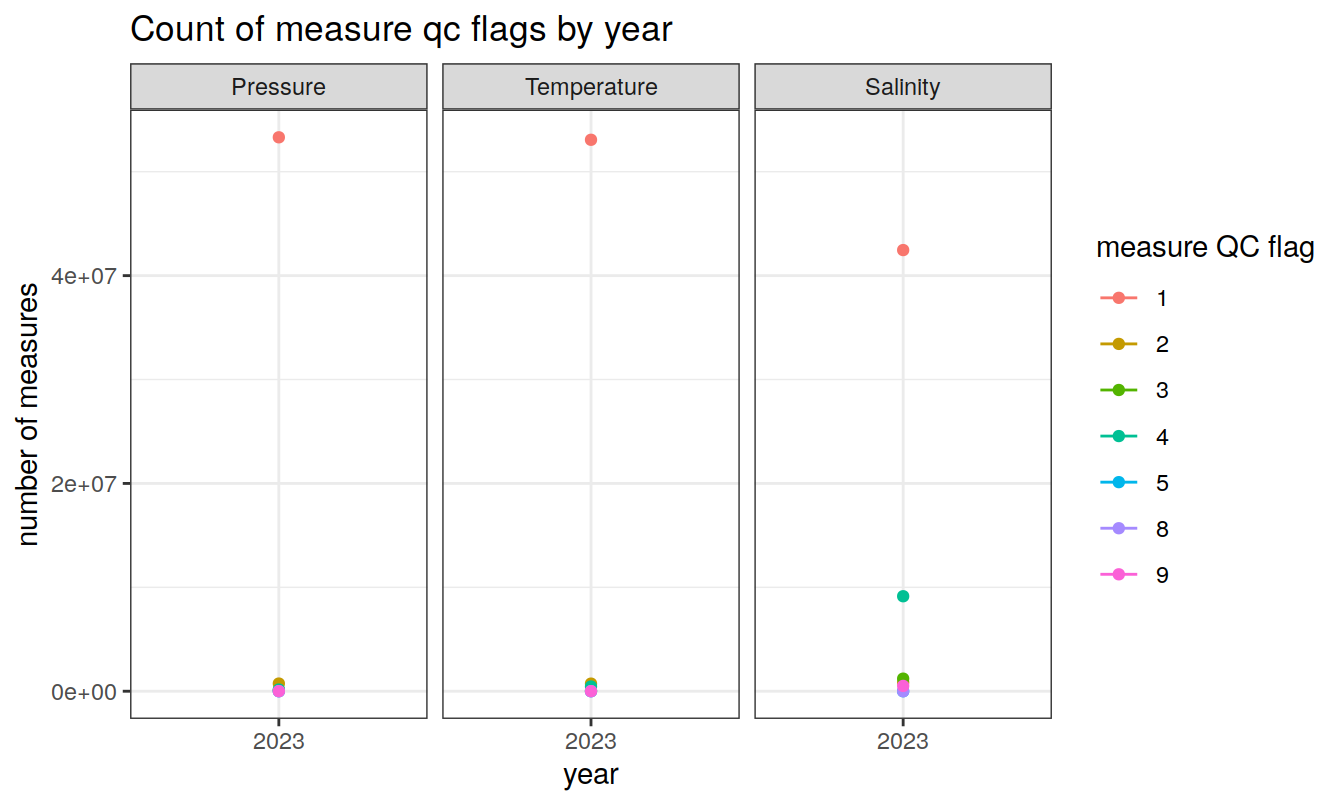 Count of measure qc flags by year
Pressure
Temperature
Salinity
number of measures
4e+07
2e+07
0e+00
2023
2023
2023
year
measure QC flag
1
2
3
4
5
8
9